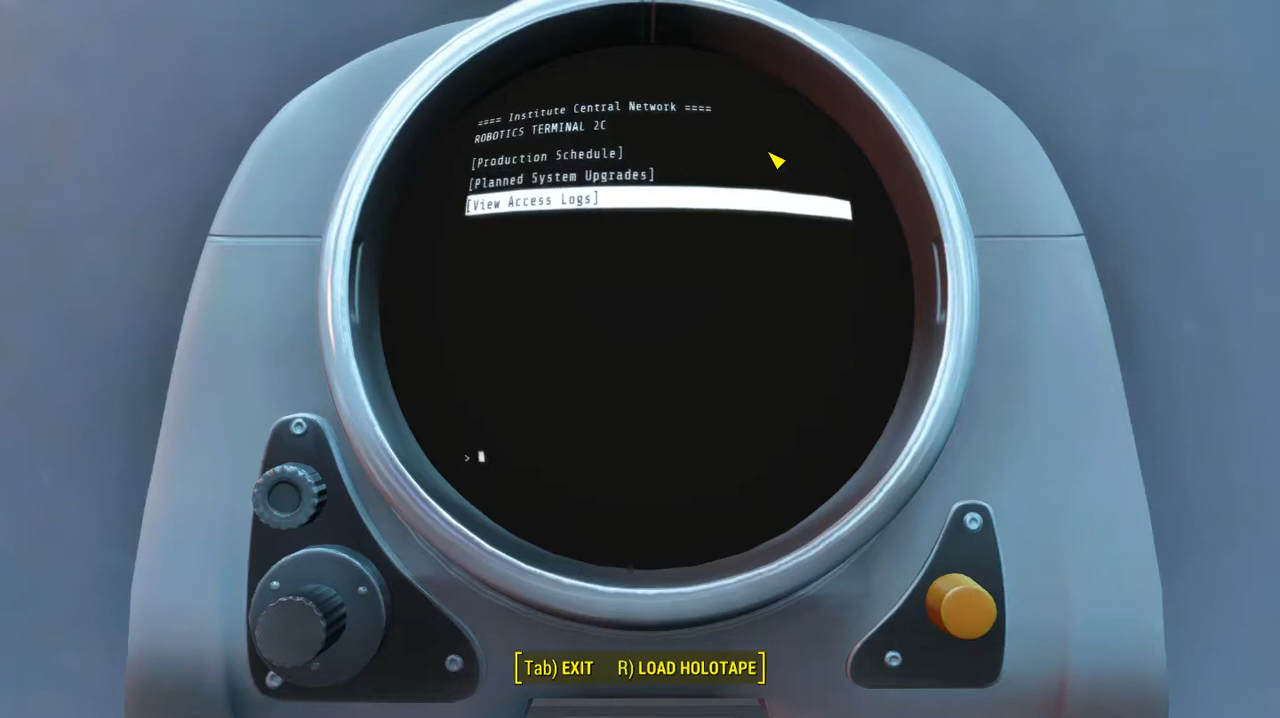 ==== Institute Central Network ====
ROBOTICS TERMINAL 2C
[Production Schedule]
[Planned System Upgrades]
[View Access Logs]
>
[Tab) EXIT R) LOAD HOLOTAPE]